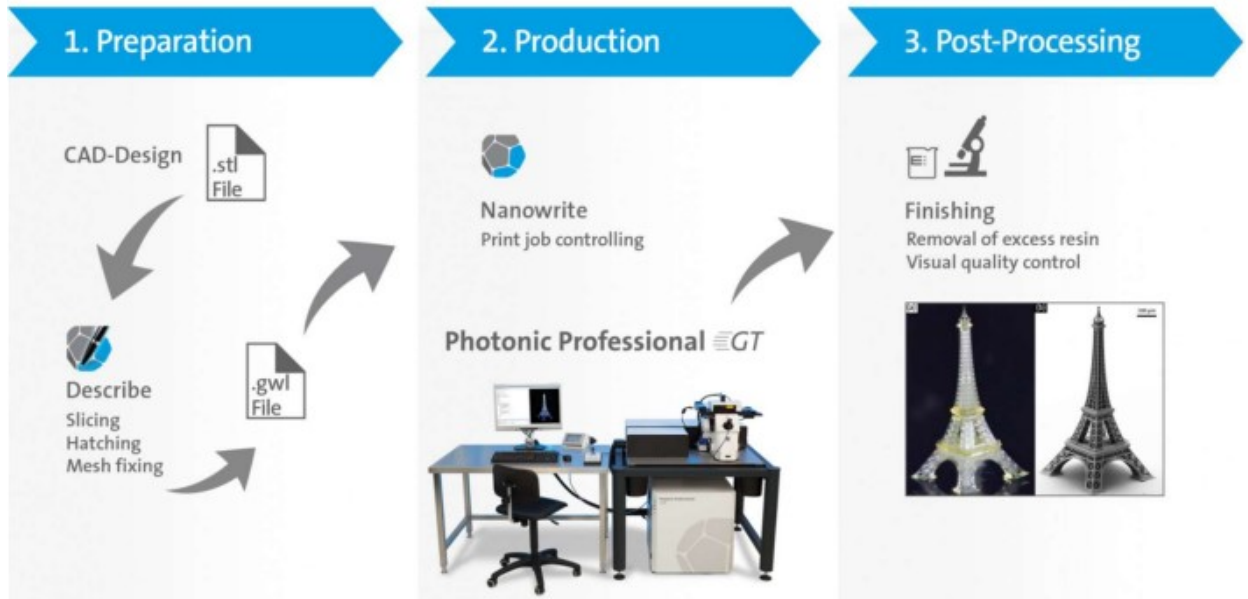 1. Preparation
CAD-Design
.stl
File
Describe
Slicing
Hatching
Mesh fixing
.gwl
File
2. Production
Nanowrite
Print job controlling
Photonic Professional GT
3. Post-Processing
Finishing
Removal of excess resin
Visual quality control